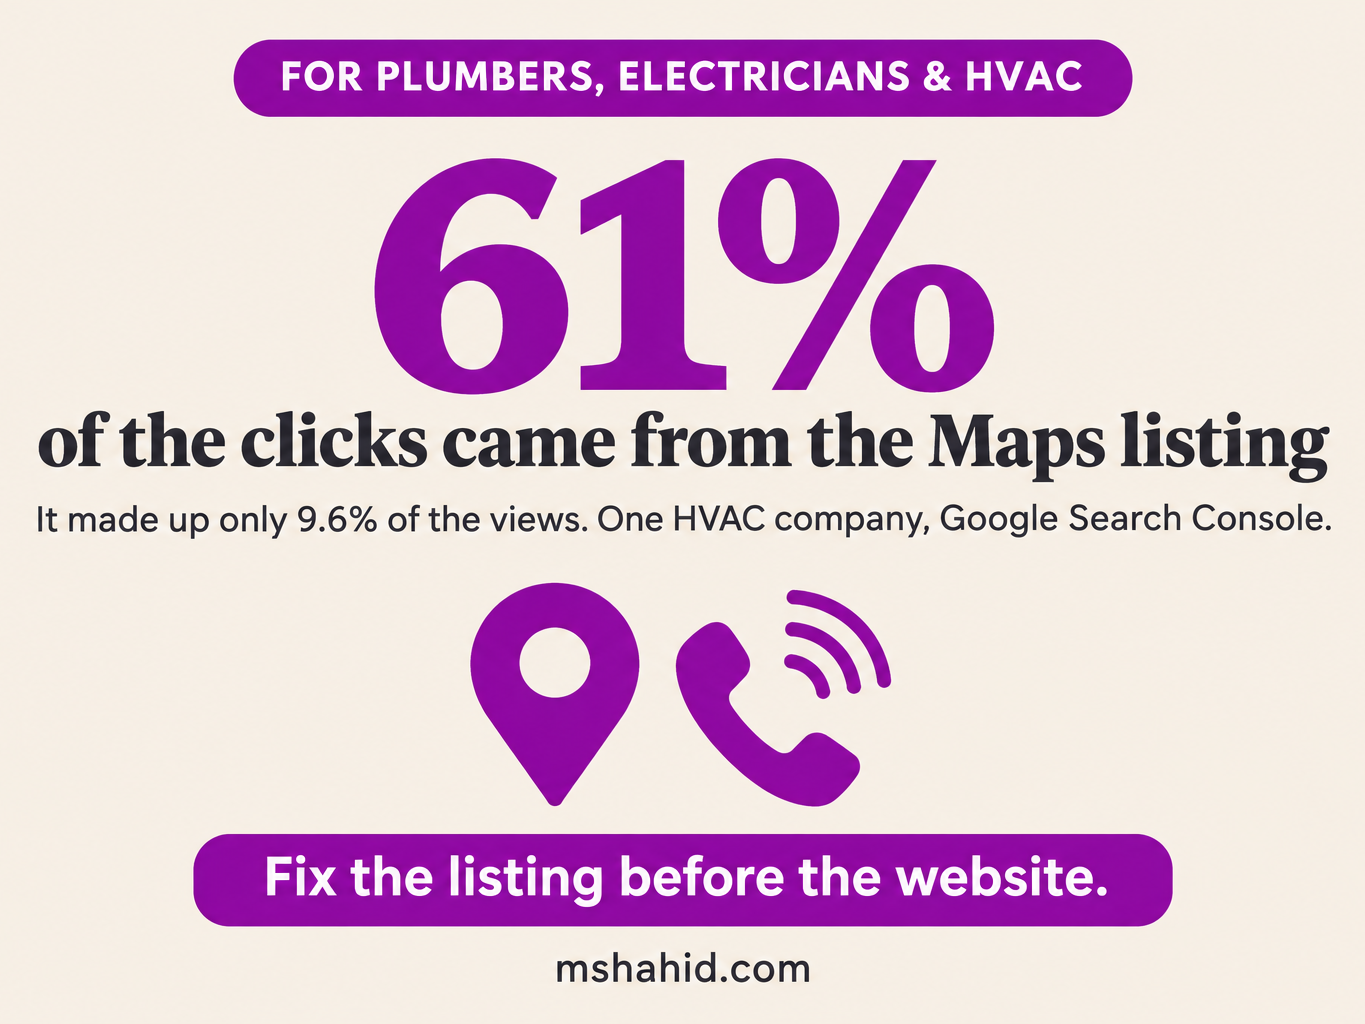 FOR PLUMBERS, ELECTRICIANS & HVAC
61%
of the clicks came from the Maps listing
It made up only 9.6% of the views. One HVAC company, Google Search Console.
Fix the listing before the website.
mshahid.com